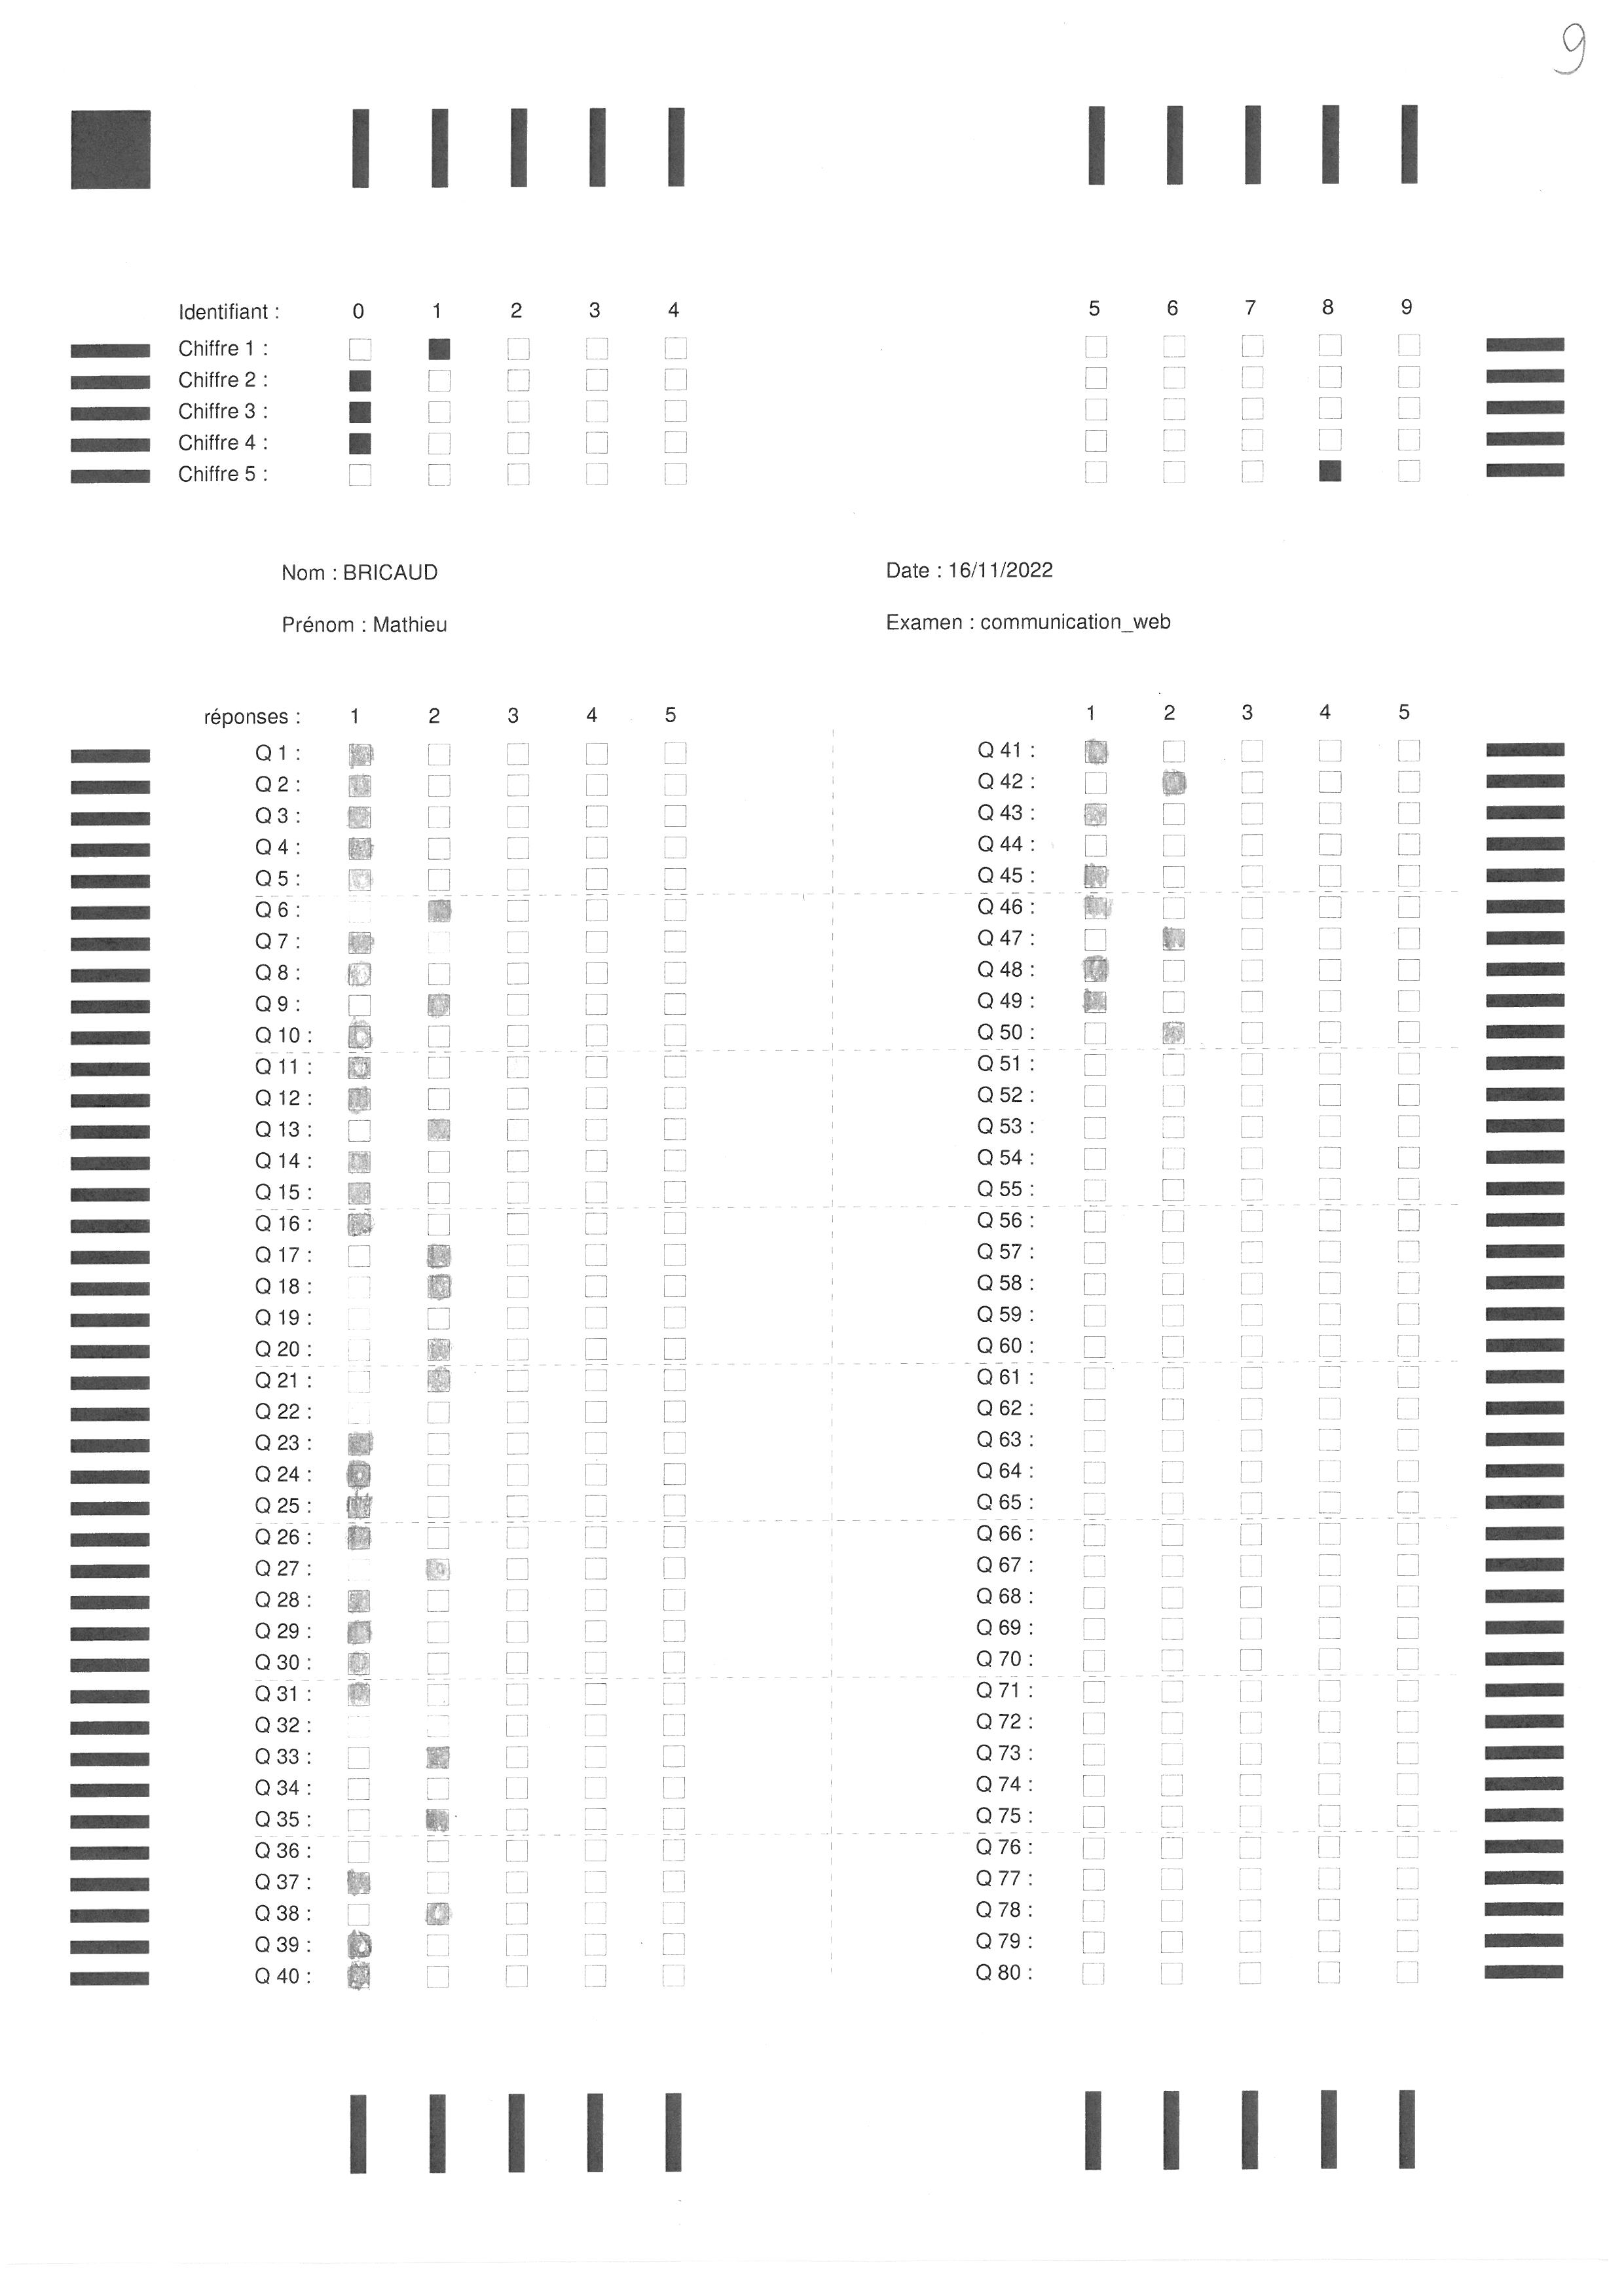 9
Identifiant : 0 1 2 3 4 5 6 7 8 9
Chiffre 1 :
Chiffre 2 :
Chiffre 3 :
Chiffre 4 :
Chiffre 5 :
Nom : BRICAUD Date : 16/11/2022
Prénom : Mathieu Examen : communication_web
réponses : 1 2 3 4 5 1 2 3 4 5
Q 1 : Q 41 :
Q 2 : Q 42 :
Q 3 : Q 43 :
Q 4 : Q 44 :
Q 5 : Q 45 :
Q 6 : Q 46 :
Q 7 : Q 47 :
Q 8 : Q 48 :
Q 9 : Q 49 :
Q 10 : Q 50 :
Q 11 : Q 51 :
Q 12 : Q 52 :
Q 13 : Q 53 :
Q 14 : Q 54 :
Q 15 : Q 55 :
Q 16 : Q 56 :
Q 17 : Q 57 :
Q 18 : Q 58 :
Q 19 : Q 59 :
Q 20 : Q 60 :
Q 21 : Q 61 :
Q 22 : Q 62 :
Q 23 : Q 63 :
Q 24 : Q 64 :
Q 25 : Q 65 :
Q 26 : Q 66 :
Q 27 : Q 67 :
Q 28 : Q 68 :
Q 29 : Q 69 :
Q 30 : Q 70 :
Q 31 : Q 71 :
Q 32 : Q 72 :
Q 33 : Q 73 :
Q 34 : Q 74 :
Q 35 : Q 75 :
Q 36 : Q 76 :
Q 37 : Q 77 :
Q 38 : Q 78 :
Q 39 : Q 79 :
Q 40 : Q 80 :